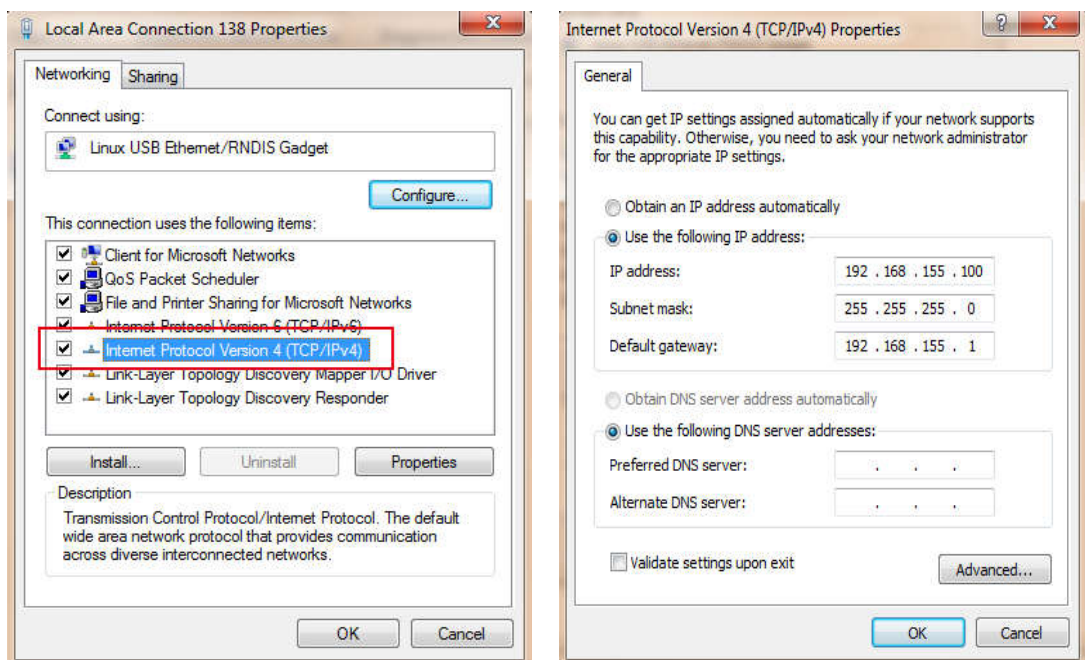 Local Area Connection 138 Properties
Networking
Sharing
Connect using:
Linux USB Ethernet/RNDIS Gadget
Configure...
This connection uses the following items:
Client for Microsoft Networks
QoS Packet Scheduler
File and Printer Sharing for Microsoft Networks
Internet Protocol Version 6 (TCP/IPv6)
Internet Protocol Version 4 (TCP/IPv4)
Link-Layer Topology Discovery Mapper I/O Driver
Link-Layer Topology Discovery Responder
Install...
Uninstall
Properties
Description
Transmission Control Protocol/Internet Protocol. The default
wide area network protocol that provides communication
across diverse interconnected networks.
OK
Cancel
Internet Protocol Version 4 (TCP/IPv4) Properties
General
You can get IP settings assigned automatically if your network supports
this capability. Otherwise, you need to ask your network administrator
for the appropriate IP settings.
Obtain an IP address automatically
Use the following IP address:
IP address: 192 . 168 . 155 . 100
Subnet mask: 255 . 255 . 255 . 0
Default gateway: 192 . 168 . 155 . 1
Obtain DNS server address automatically
Use the following DNS server addresses:
Preferred DNS server: . . .
Alternate DNS server: . . .
Validate settings upon exit
Advanced...
OK
Cancel